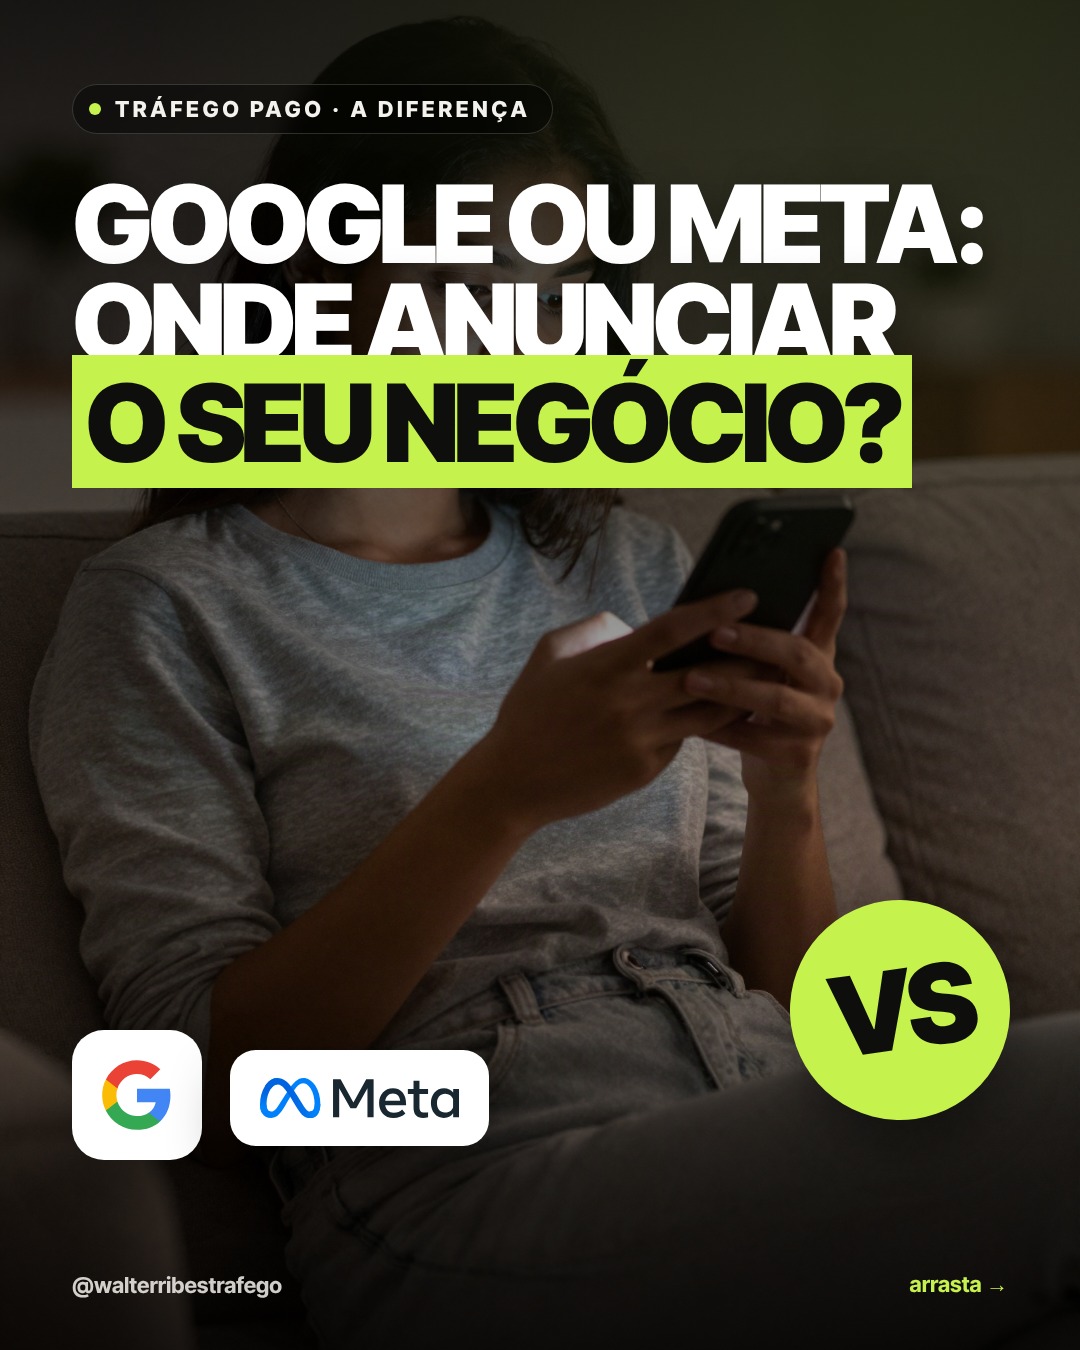 TRÁFEGO PAGO · A DIFERENÇA
GOOGLE OU META:
ONDE ANUNCIAR
O SEU NEGÓCIO?
VS
G
Meta
@walterribestrafego
arrasta →